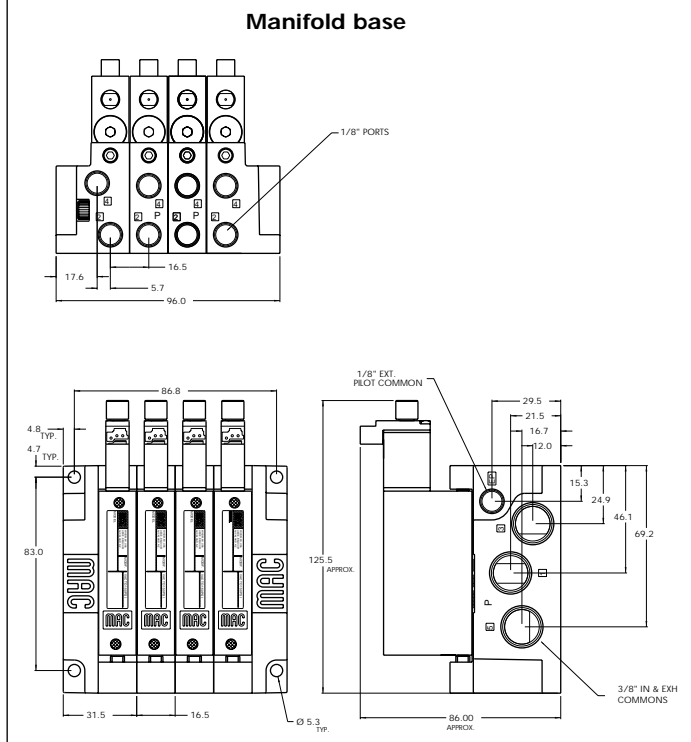 Manifold base
1/8" PORTS
4
4
4
4
2
2
P
2
P
2
17.6
16.5
5.7
96.0
86.8
4.8
TYP.
4.7
TYP.
83.0
MAC
MAC
MAC
MAC
MAC
MAC
31.5
16.5
Ø 5.3
TYP.
1/8" EXT.
PILOT COMMON
29.5
21.5
16.7
12.0
15.3
24.9
46.1
69.2
125.5
APPROX.
3
1
P
5
3/8" IN & EXH
COMMONS
86.00
APPROX.